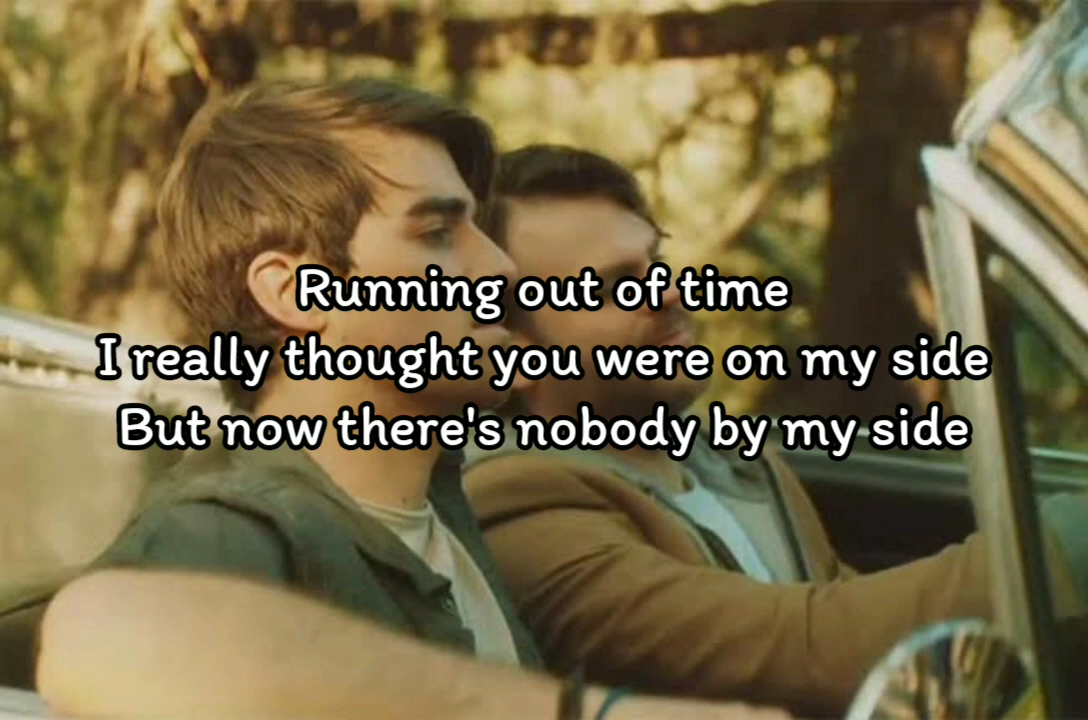 Running out of time
I really thought you were on my side
But now there's nobody by my side